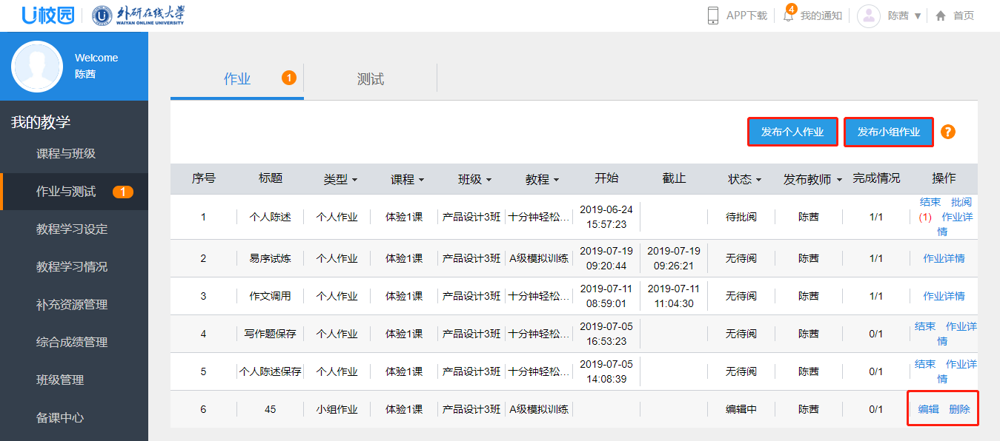 U校园 外研在线大学 WAIYAN ONLINE UNIVERSITY APP下载 4 我的通知 陈茜 ▼ 首页
Welcome
陈茜
我的教学
课程与班级
作业与测试 1
教程学习设定
教程学习情况
补充资源管理
综合成绩管理
班级管理
备课中心
作业 1 测试
发布个人作业 发布小组作业 ?
序号 标题 类型 课程 班级 教程 开始 截止 状态 发布教师 完成情况 操作
1 个人陈述 个人作业 体验1课 产品设计3班 十分钟轻松... 2019-06-24 15:57:23 待批阅 陈茜 1/1 结束 批阅(1) 作业详情
2 易序试炼 个人作业 体验1课 产品设计3班 A级模拟训练 2019-07-19 09:20:44 2019-07-19 09:26:21 无待阅 陈茜 1/1 作业详情
3 作文调用 个人作业 体验1课 产品设计3班 十分钟轻松... 2019-07-11 08:59:01 2019-07-11 11:04:30 无待阅 陈茜 1/1 作业详情
4 写作题保存 个人作业 体验1课 产品设计3班 十分钟轻松... 2019-07-05 16:53:23 无待阅 陈茜 0/1 结束 作业详情
5 个人陈述保存 个人作业 体验1课 产品设计3班 十分钟轻松... 2019-07-05 14:08:39 无待阅 陈茜 0/1 结束 作业详情
6 45 小组作业 体验1课 产品设计3班 A级模拟训练 编辑中 陈茜 0/1 编辑 删除